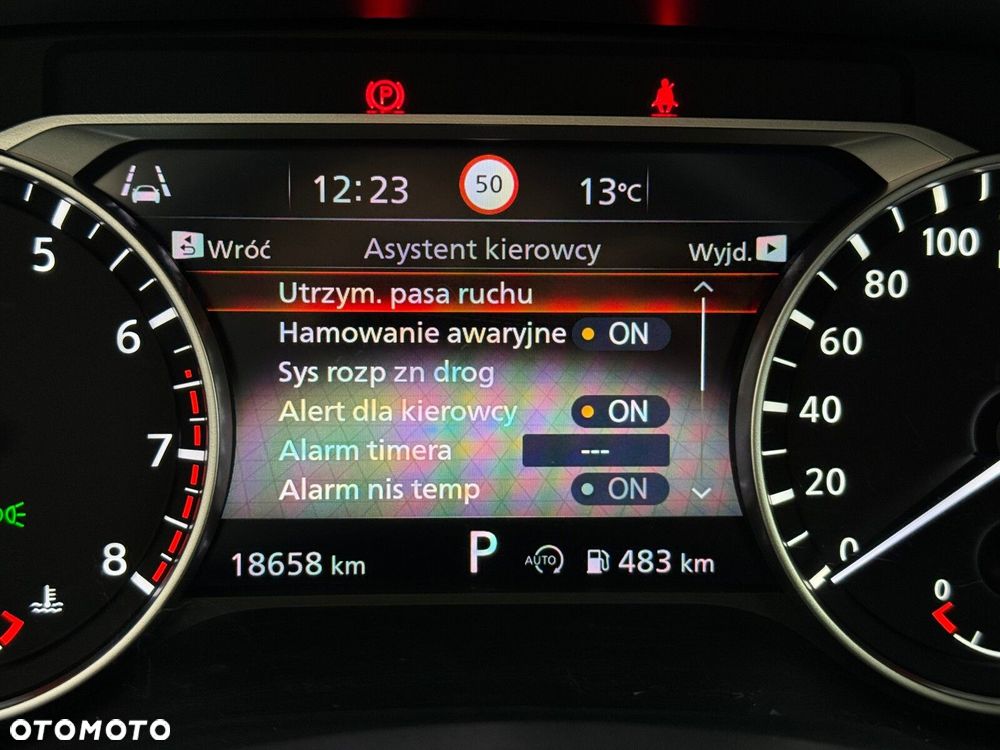 P
12:23 50 13°C
Wróć Asystent kierowcy Wyjd.
Utrzym. pasa ruchu
Hamowanie awaryjne ON
Sys rozp zn drog
Alert dla kierowcy ON
Alarm timera ---
Alarm nis temp ON
18658 km P AUTO 483 km
5
6
7
8
100
80
60
40
20
0
0
OTOMOTO